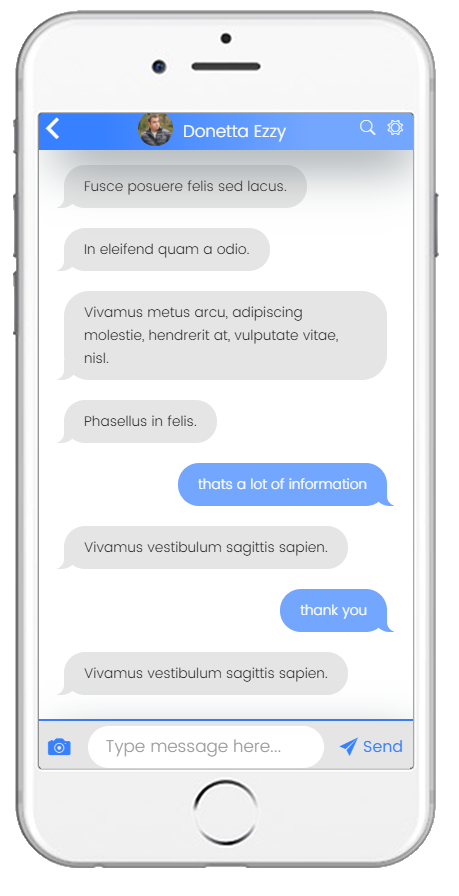 Donetta Ezzy
Fusce posuere felis sed lacus.
In eleifend quam a odio.
Vivamus metus arcu, adipiscing
molestie, hendrerit at, vulputate vitae,
nisl.
Phasellus in felis.
thats a lot of information
Vivamus vestibulum sagittis sapien.
thank you
Vivamus vestibulum sagittis sapien.
Type message here...
Send